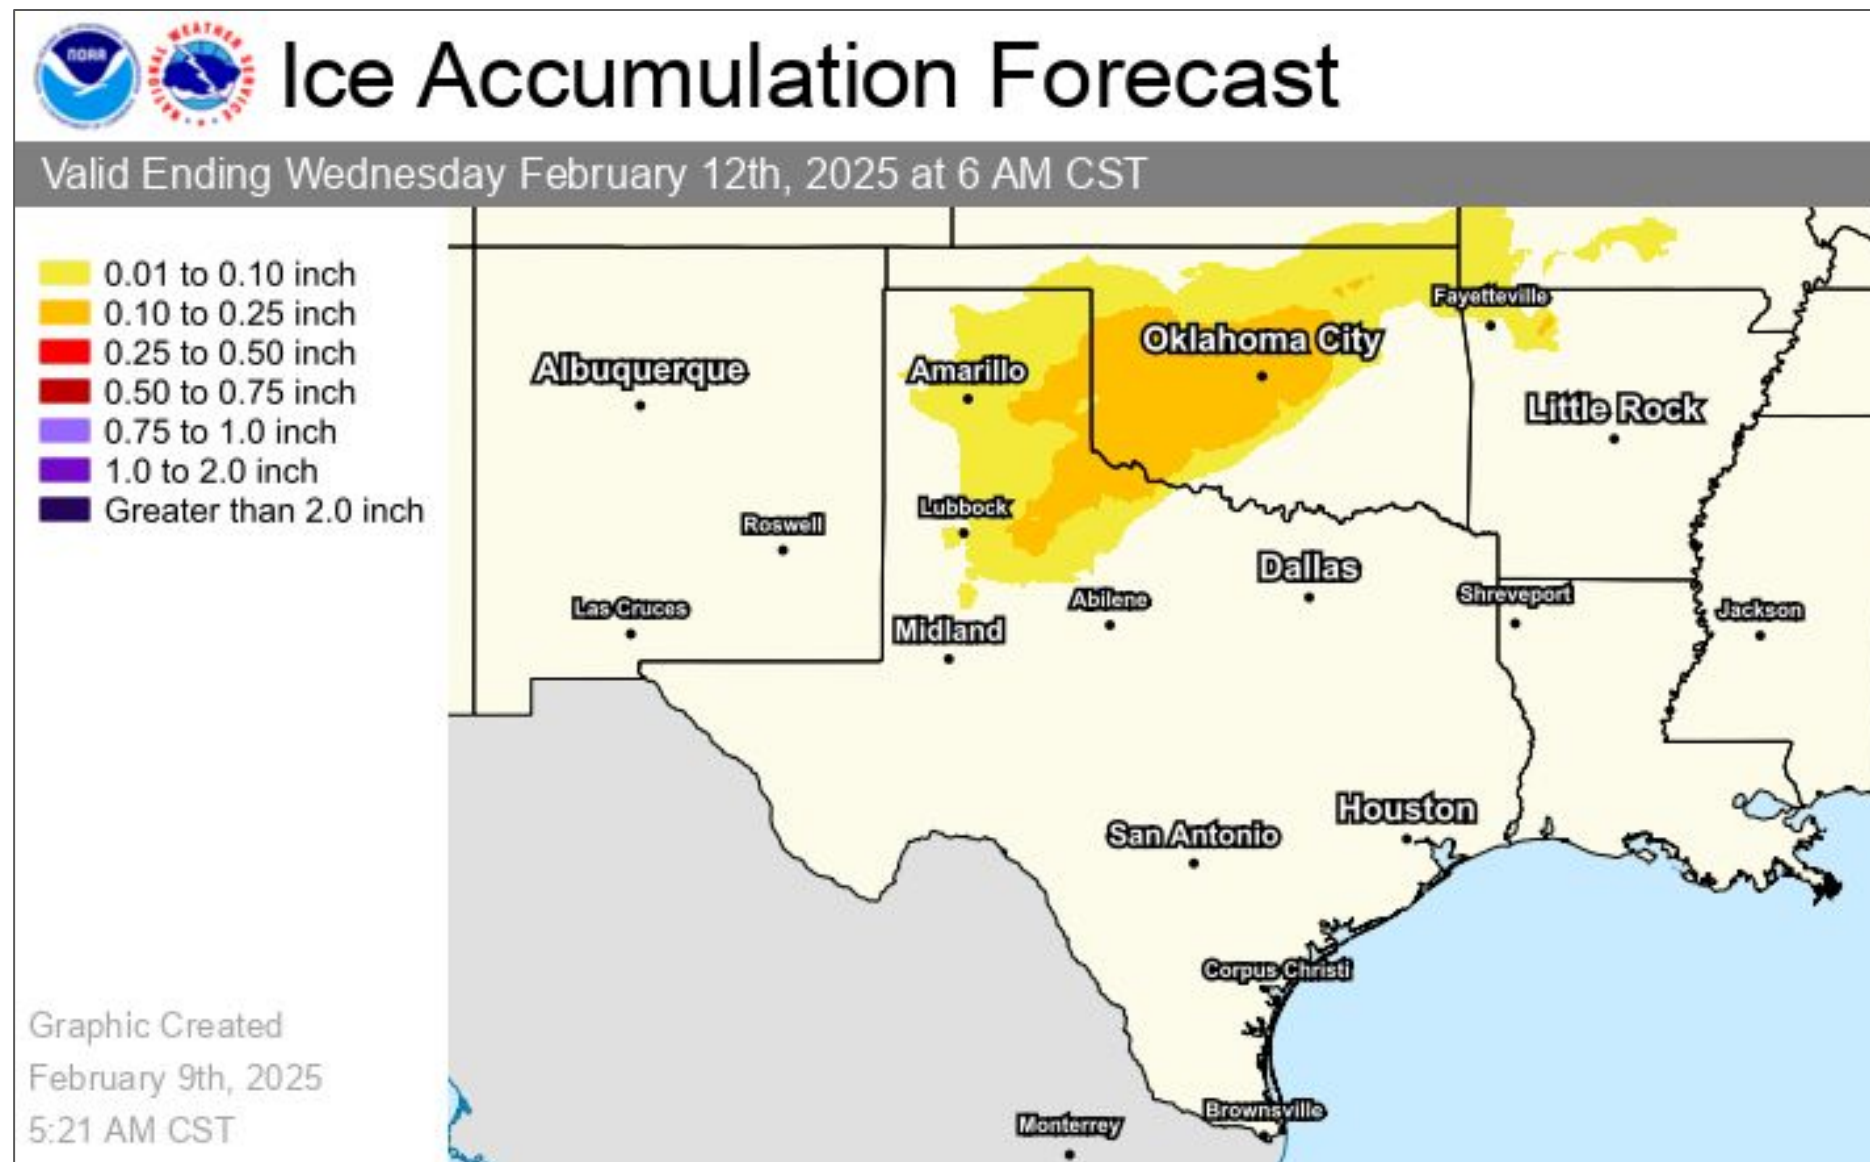 NOAA
NATIONAL WEATHER SERVICE
Ice Accumulation Forecast
Valid Ending Wednesday February 12th, 2025 at 6 AM CST
0.01 to 0.10 inch
0.10 to 0.25 inch
0.25 to 0.50 inch
0.50 to 0.75 inch
0.75 to 1.0 inch
1.0 to 2.0 inch
Greater than 2.0 inch
Fayetteville
Oklahoma City
Albuquerque
Amarillo
Little Rock
Lubbock
Roswell
Dallas
Shreveport
Abilene
Las Cruces
Jackson
Midland
Houston
San Antonio
Corpus Christi
Brownsville
Monterrey
Graphic Created
February 9th, 2025
5:21 AM CST